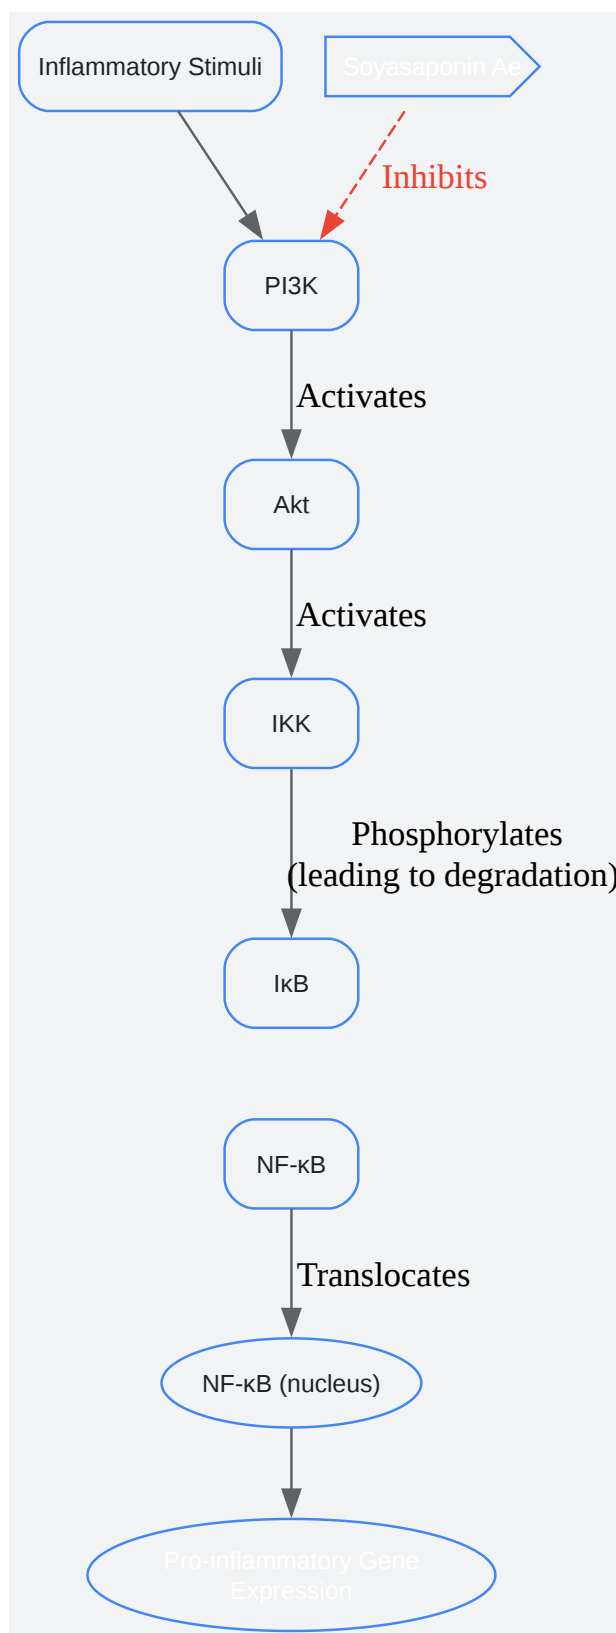 Inflammatory Stimuli
Soyasaponin Ae
Inhibits
PI3K
Activates
Akt
Activates
IKK
Phosphorylates
(leading to degradation)
IκB
NF-κB
Translocates
NF-κB (nucleus)
Pro-inflammatory Gene
Expression